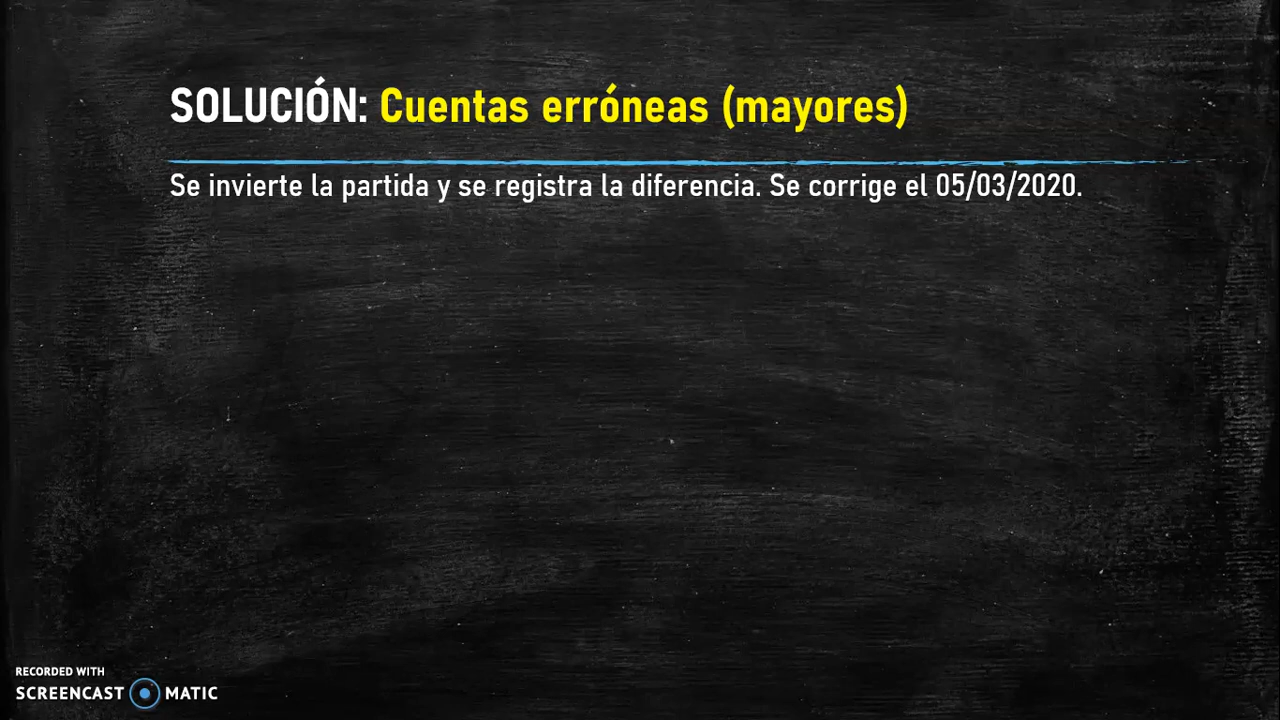 SOLUCIÓN: Cuentas erróneas (mayores)
Se invierte la partida y se registra la diferencia. Se corrige el 05/03/2020.
RECORDED WITH
SCREENCAST MATIC